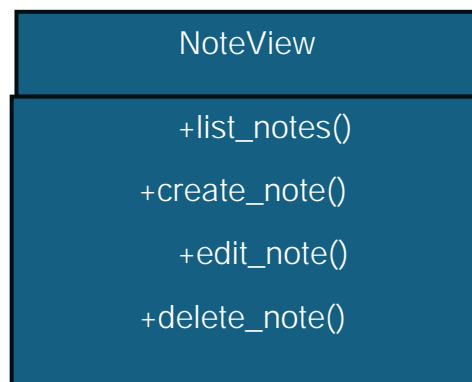 NoteView
+list_notes()
+create_note()
+edit_note()
+delete_note()